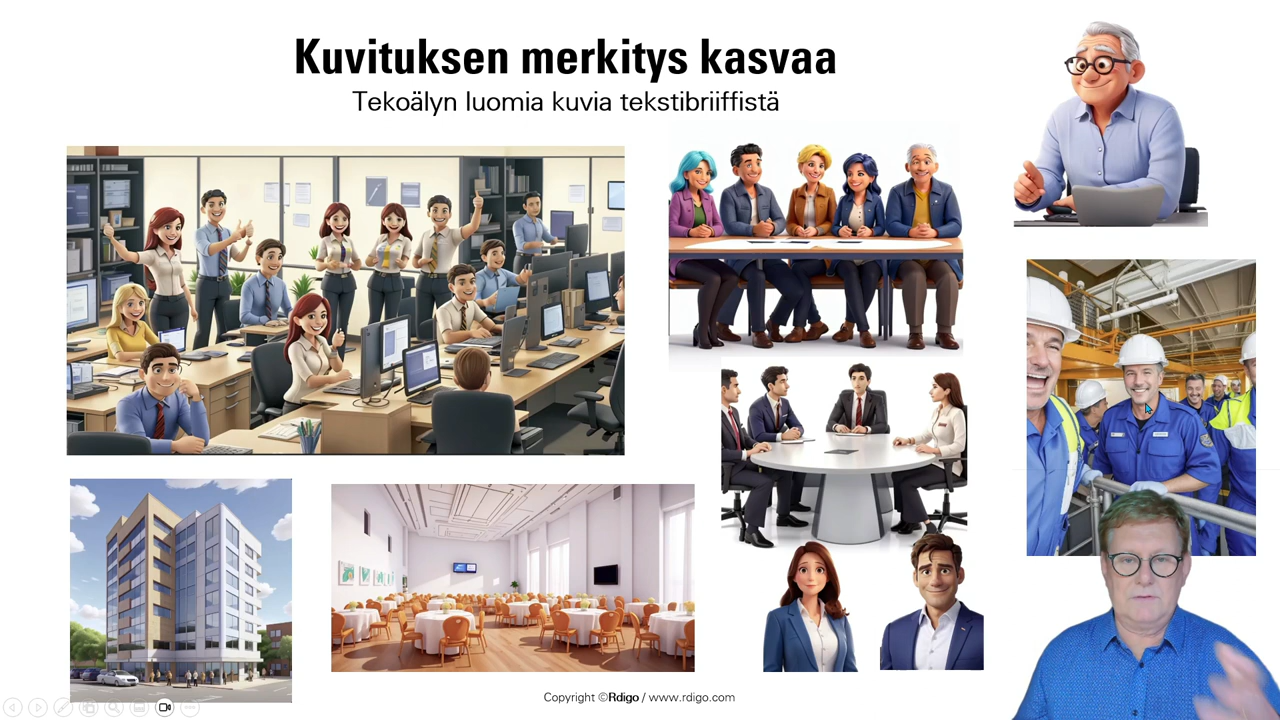 Kuvituksen merkitys kasvaa
Tekoälyn luomia kuvia tekstibriiffistä
Copyright ©Rdigo / www.rdigo.com